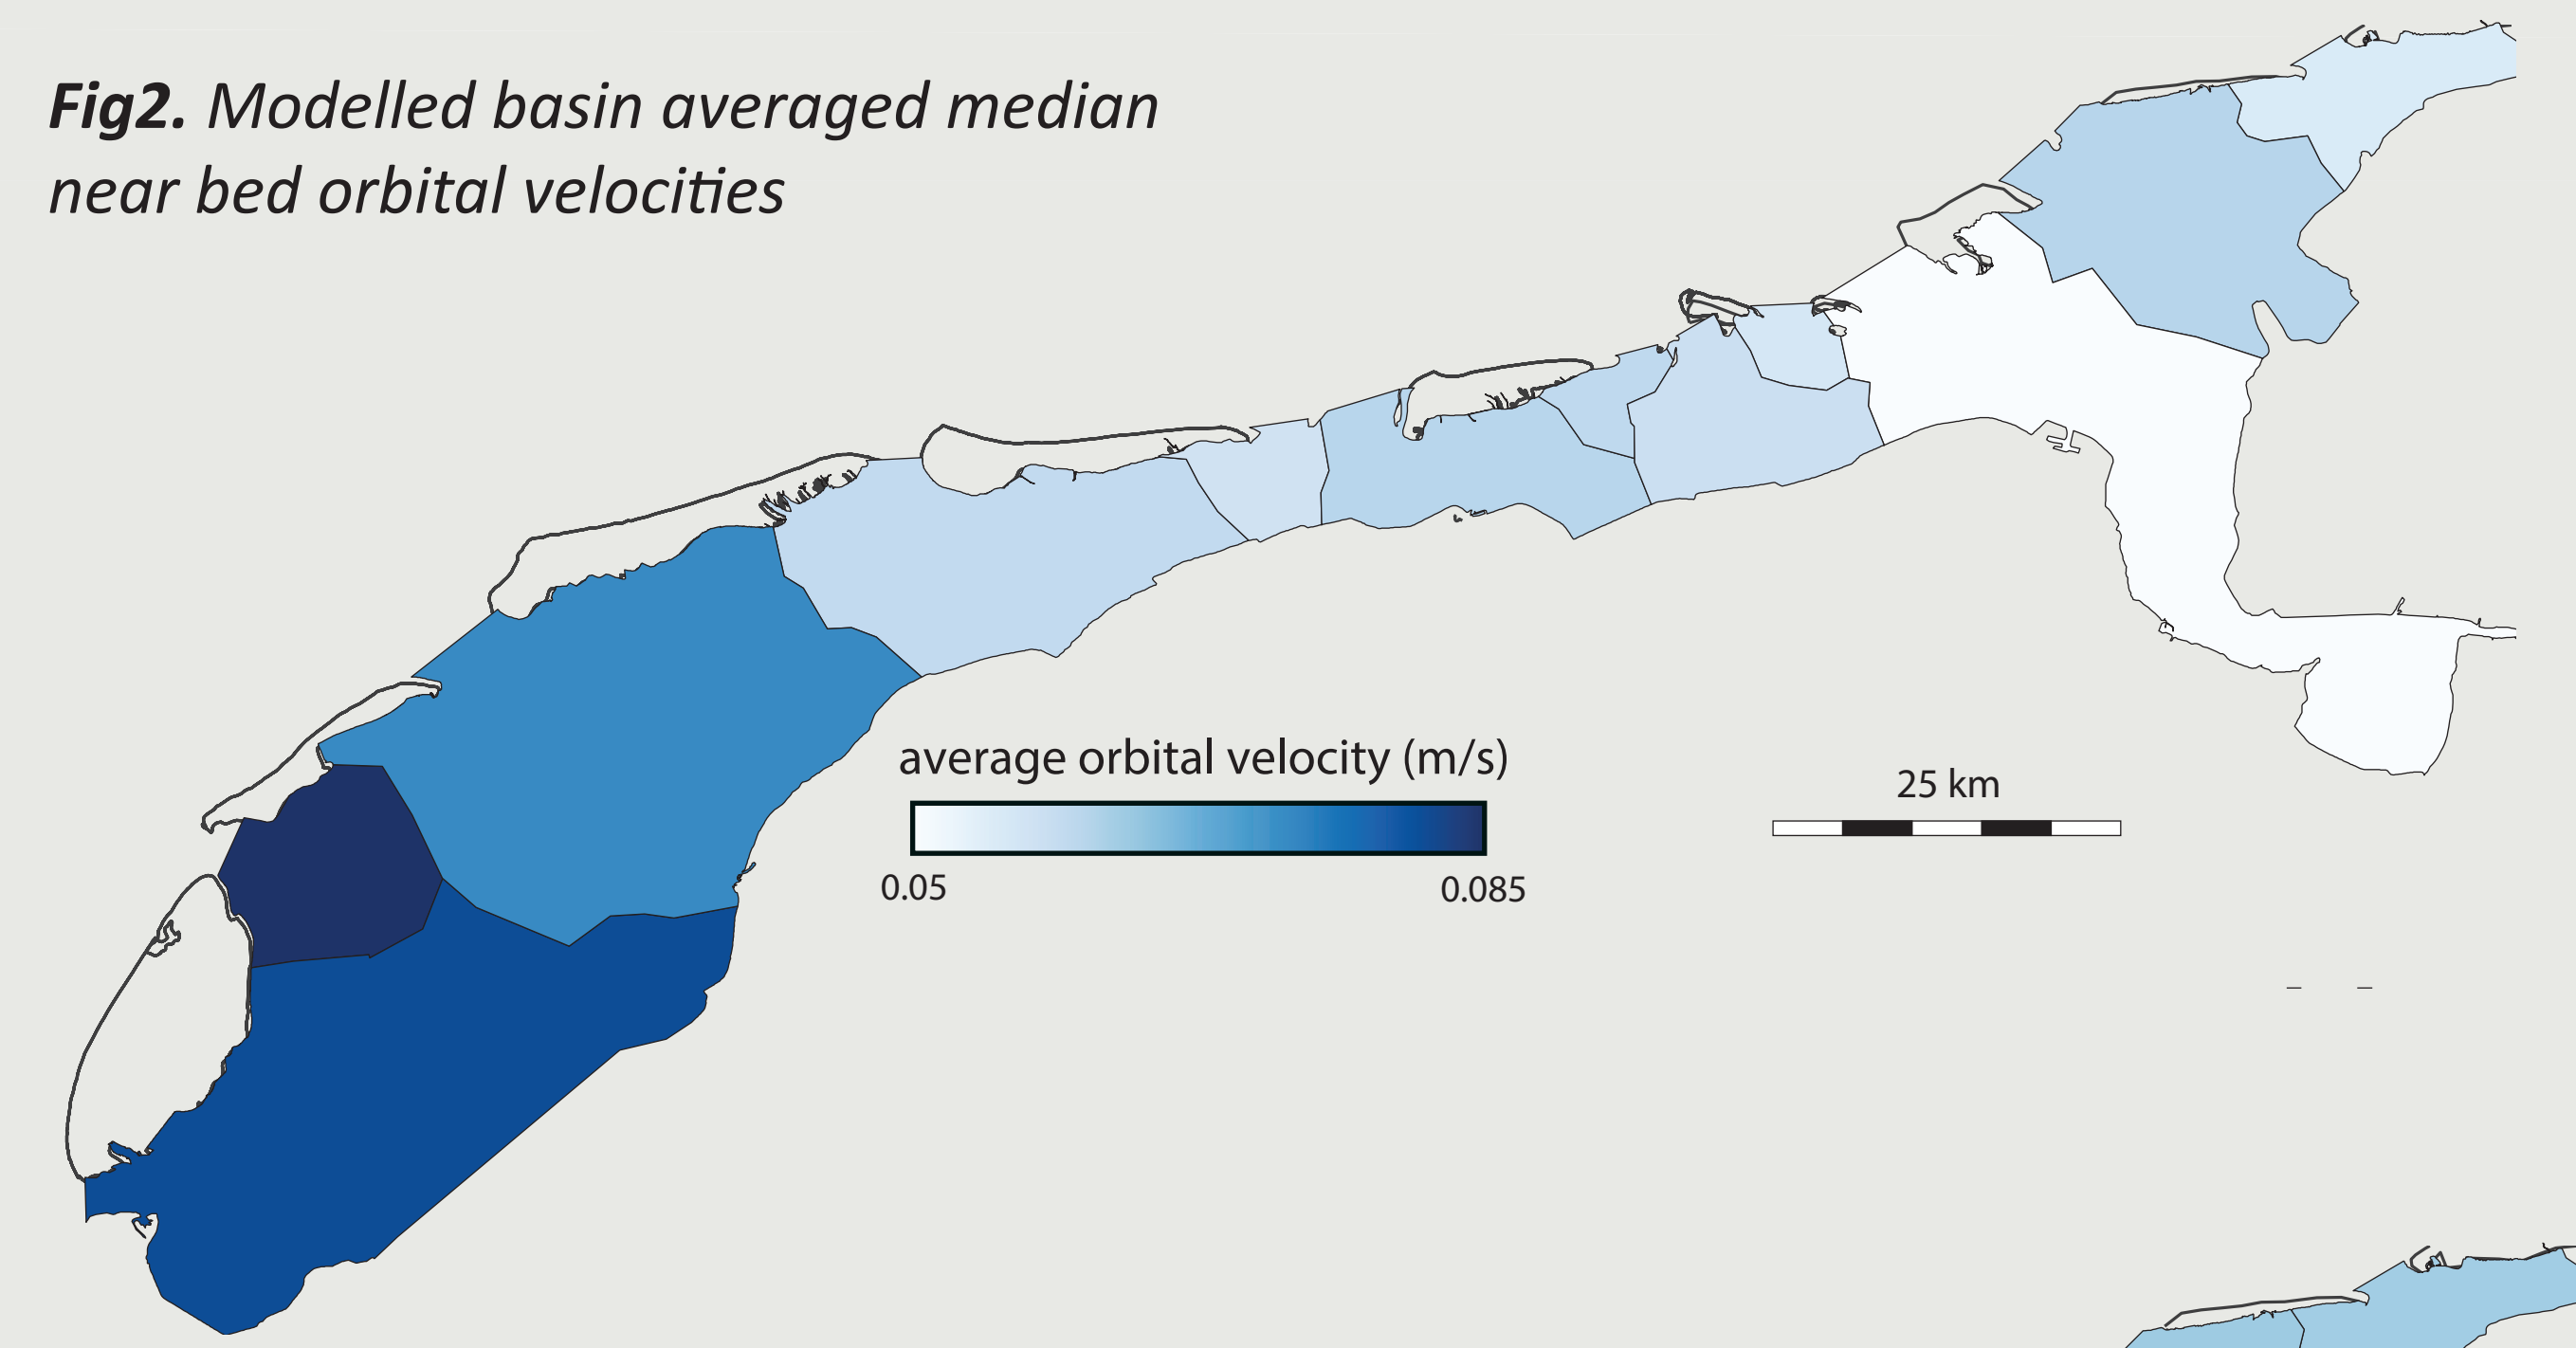 Fig2. Modelled basin averaged median
near bed orbital velocities
average orbital velocity (m/s)
0.05
0.085
25 km